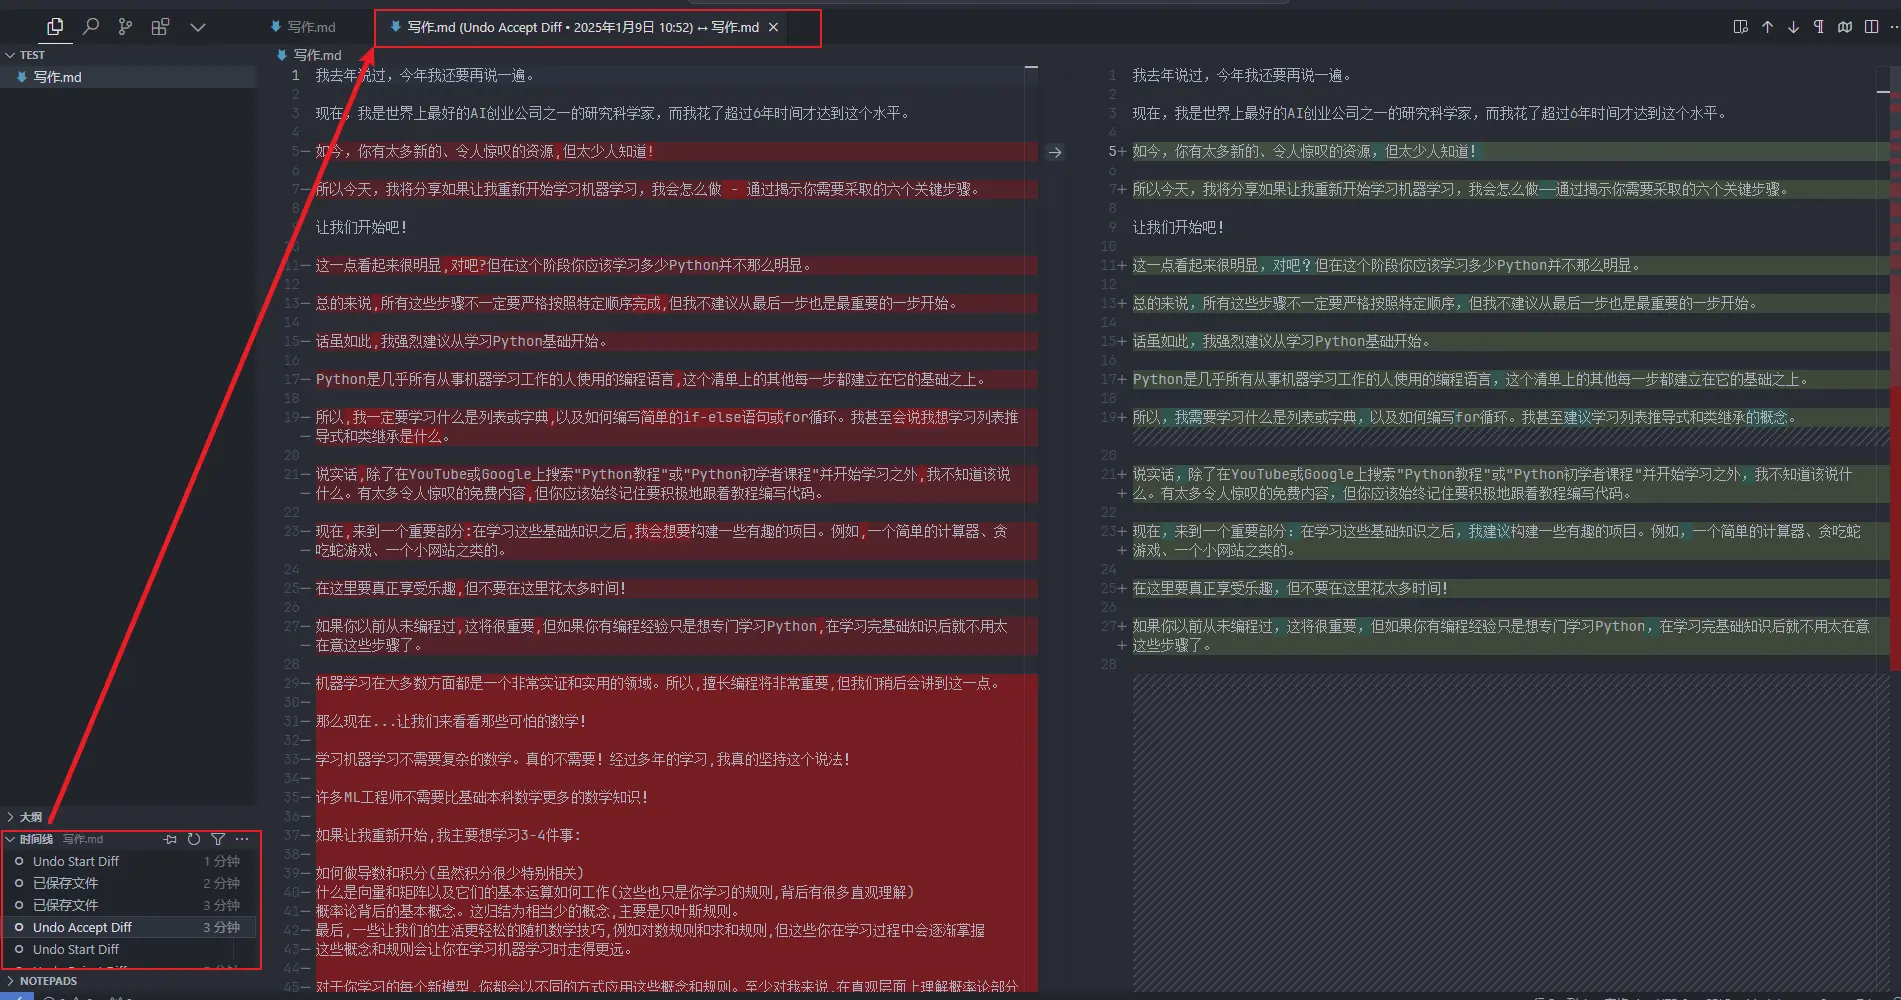 写作.md
写作.md (Undo Accept Diff • 2025年1月9日 10:52) ↔ 写作.md
TEST
写作.md
写作.md
1 我去年说过，今年我还要再说一遍。
2
3 现在，我是世界上最好的AI创业公司之一的研究科学家，而我花了超过6年时间才达到这个水平。
4
5— 如今，你有太多新的、令人惊叹的资源,但太少人知道!
6
7— 所以今天，我将分享如果让我重新开始学习机器学习，我会怎么做 - 通过揭示你需要采取的六个关键步骤。
8
9 让我们开始吧!
10
11— 这一点看起来很明显,对吧?但在这个阶段你应该学习多少Python并不那么明显。
12
13— 总的来说,所有这些步骤不一定要严格按照特定顺序完成,但我不建议从最后一步也是最重要的一步开始。
14
15— 话虽如此,我强烈建议从学习Python基础开始。
16
17— Python是几乎所有从事机器学习工作的人使用的编程语言,这个清单上的其他每一步都建立在它的基础之上。
18
19— 所以,我一定要学习什么是列表或字典,以及如何编写简单的if-else语句或for循环。我甚至会说我想学习列表推
— 导式和类继承是什么。
20
21— 说实话,除了在YouTube或Google上搜索"Python教程"或"Python初学者课程"并开始学习之外,我不知道该说
— 什么。有太多令人惊叹的免费内容,但你应该始终记住要积极地跟着教程编写代码。
22
23— 现在,来到一个重要部分:在学习这些基础知识之后,我会想要构建一些有趣的项目。例如,一个简单的计算器、贪
— 吃蛇游戏、一个小网站之类的。
24
25— 在这里要真正享受乐趣,但不要在这里花太多时间!
26
27— 如果你以前从未编程过,这将很重要,但如果你有编程经验只是想专门学习Python,在学习完基础知识后就不用太
— 在意这些步骤了。
28
29— 机器学习在大多数方面都是一个非常实证和实用的领域。所以,擅长编程将非常重要,但我们稍后会讲到这一点。
30—
31— 那么现在...让我们来看看那些可怕的数学!
32—
33— 学习机器学习不需要复杂的数学。真的不需要! 经过多年的学习,我真的坚持这个说法!
34—
35— 许多ML工程师不需要比基础本科数学更多的数学知识!
36—
37— 如果让我重新开始,我主要想学习3-4件事:
38—
39— 如何做导数和积分(虽然积分很少特别相关)
40— 什么是向量和矩阵以及它们的基本运算如何工作(这些也只是你学习的规则,背后有很多直观理解)
41— 概率论背后的基本概念。这归结为相当少的概念,主要是贝叶斯规则。
42— 最后,一些让我们的生活更轻松的随机数学技巧,例如对数规则和求和规则,但这些你在学习过程中会逐渐掌握
43— 这些概念和规则会让你在学习机器学习时走得更远。
44—
45— 对于你学习的每个新模型,你都会以不同的方式应用这些概念和规则。至少对我来说,在直观层面上理解概率论部分
1 我去年说过，今年我还要再说一遍。
2
3 现在，我是世界上最好的AI创业公司之一的研究科学家，而我花了超过6年时间才达到这个水平。
4
5+ 如今，你有太多新的、令人惊叹的资源，但太少人知道！
6
7+ 所以今天，我将分享如果让我重新开始学习机器学习，我会怎么做——通过揭示你需要采取的六个关键步骤。
8
9 让我们开始吧!
10
11+ 这一点看起来很明显，对吧？但在这个阶段你应该学习多少Python并不那么明显。
12
13+ 总的来说，所有这些步骤不一定要严格按照特定顺序，但我不建议从最后一步也是最重要的一步开始。
14
15+ 话虽如此，我强烈建议从学习Python基础开始。
16
17+ Python是几乎所有从事机器学习工作的人使用的编程语言，这个清单上的其他每一步都建立在它的基础之上。
18
19+ 所以，我需要学习什么是列表或字典，以及如何编写for循环。我甚至建议学习列表推导式和类继承的概念。
20
21+ 说实话，除了在YouTube或Google上搜索"Python教程"或"Python初学者课程"并开始学习之外，我不知道该说什
+ 么。有太多令人惊叹的免费内容，但你应该始终记住要积极地跟着教程编写代码。
22
23+ 现在，来到一个重要部分：在学习这些基础知识之后，我建议构建一些有趣的项目。例如，一个简单的计算器、贪吃蛇
+ 游戏、一个小网站之类的。
24
25+ 在这里要真正享受乐趣，但不要在这里花太多时间!
26
27+ 如果你以前从未编程过，这将很重要，但如果你有编程经验只是想专门学习Python，在学习完基础知识后就不用太在意
+ 这些步骤了。
28
大纲
时间线 写作.md
Undo Start Diff 1 分钟
已保存文件 2 分钟
已保存文件 3 分钟
Undo Accept Diff 3 分钟
Undo Start Diff
NOTEPADS